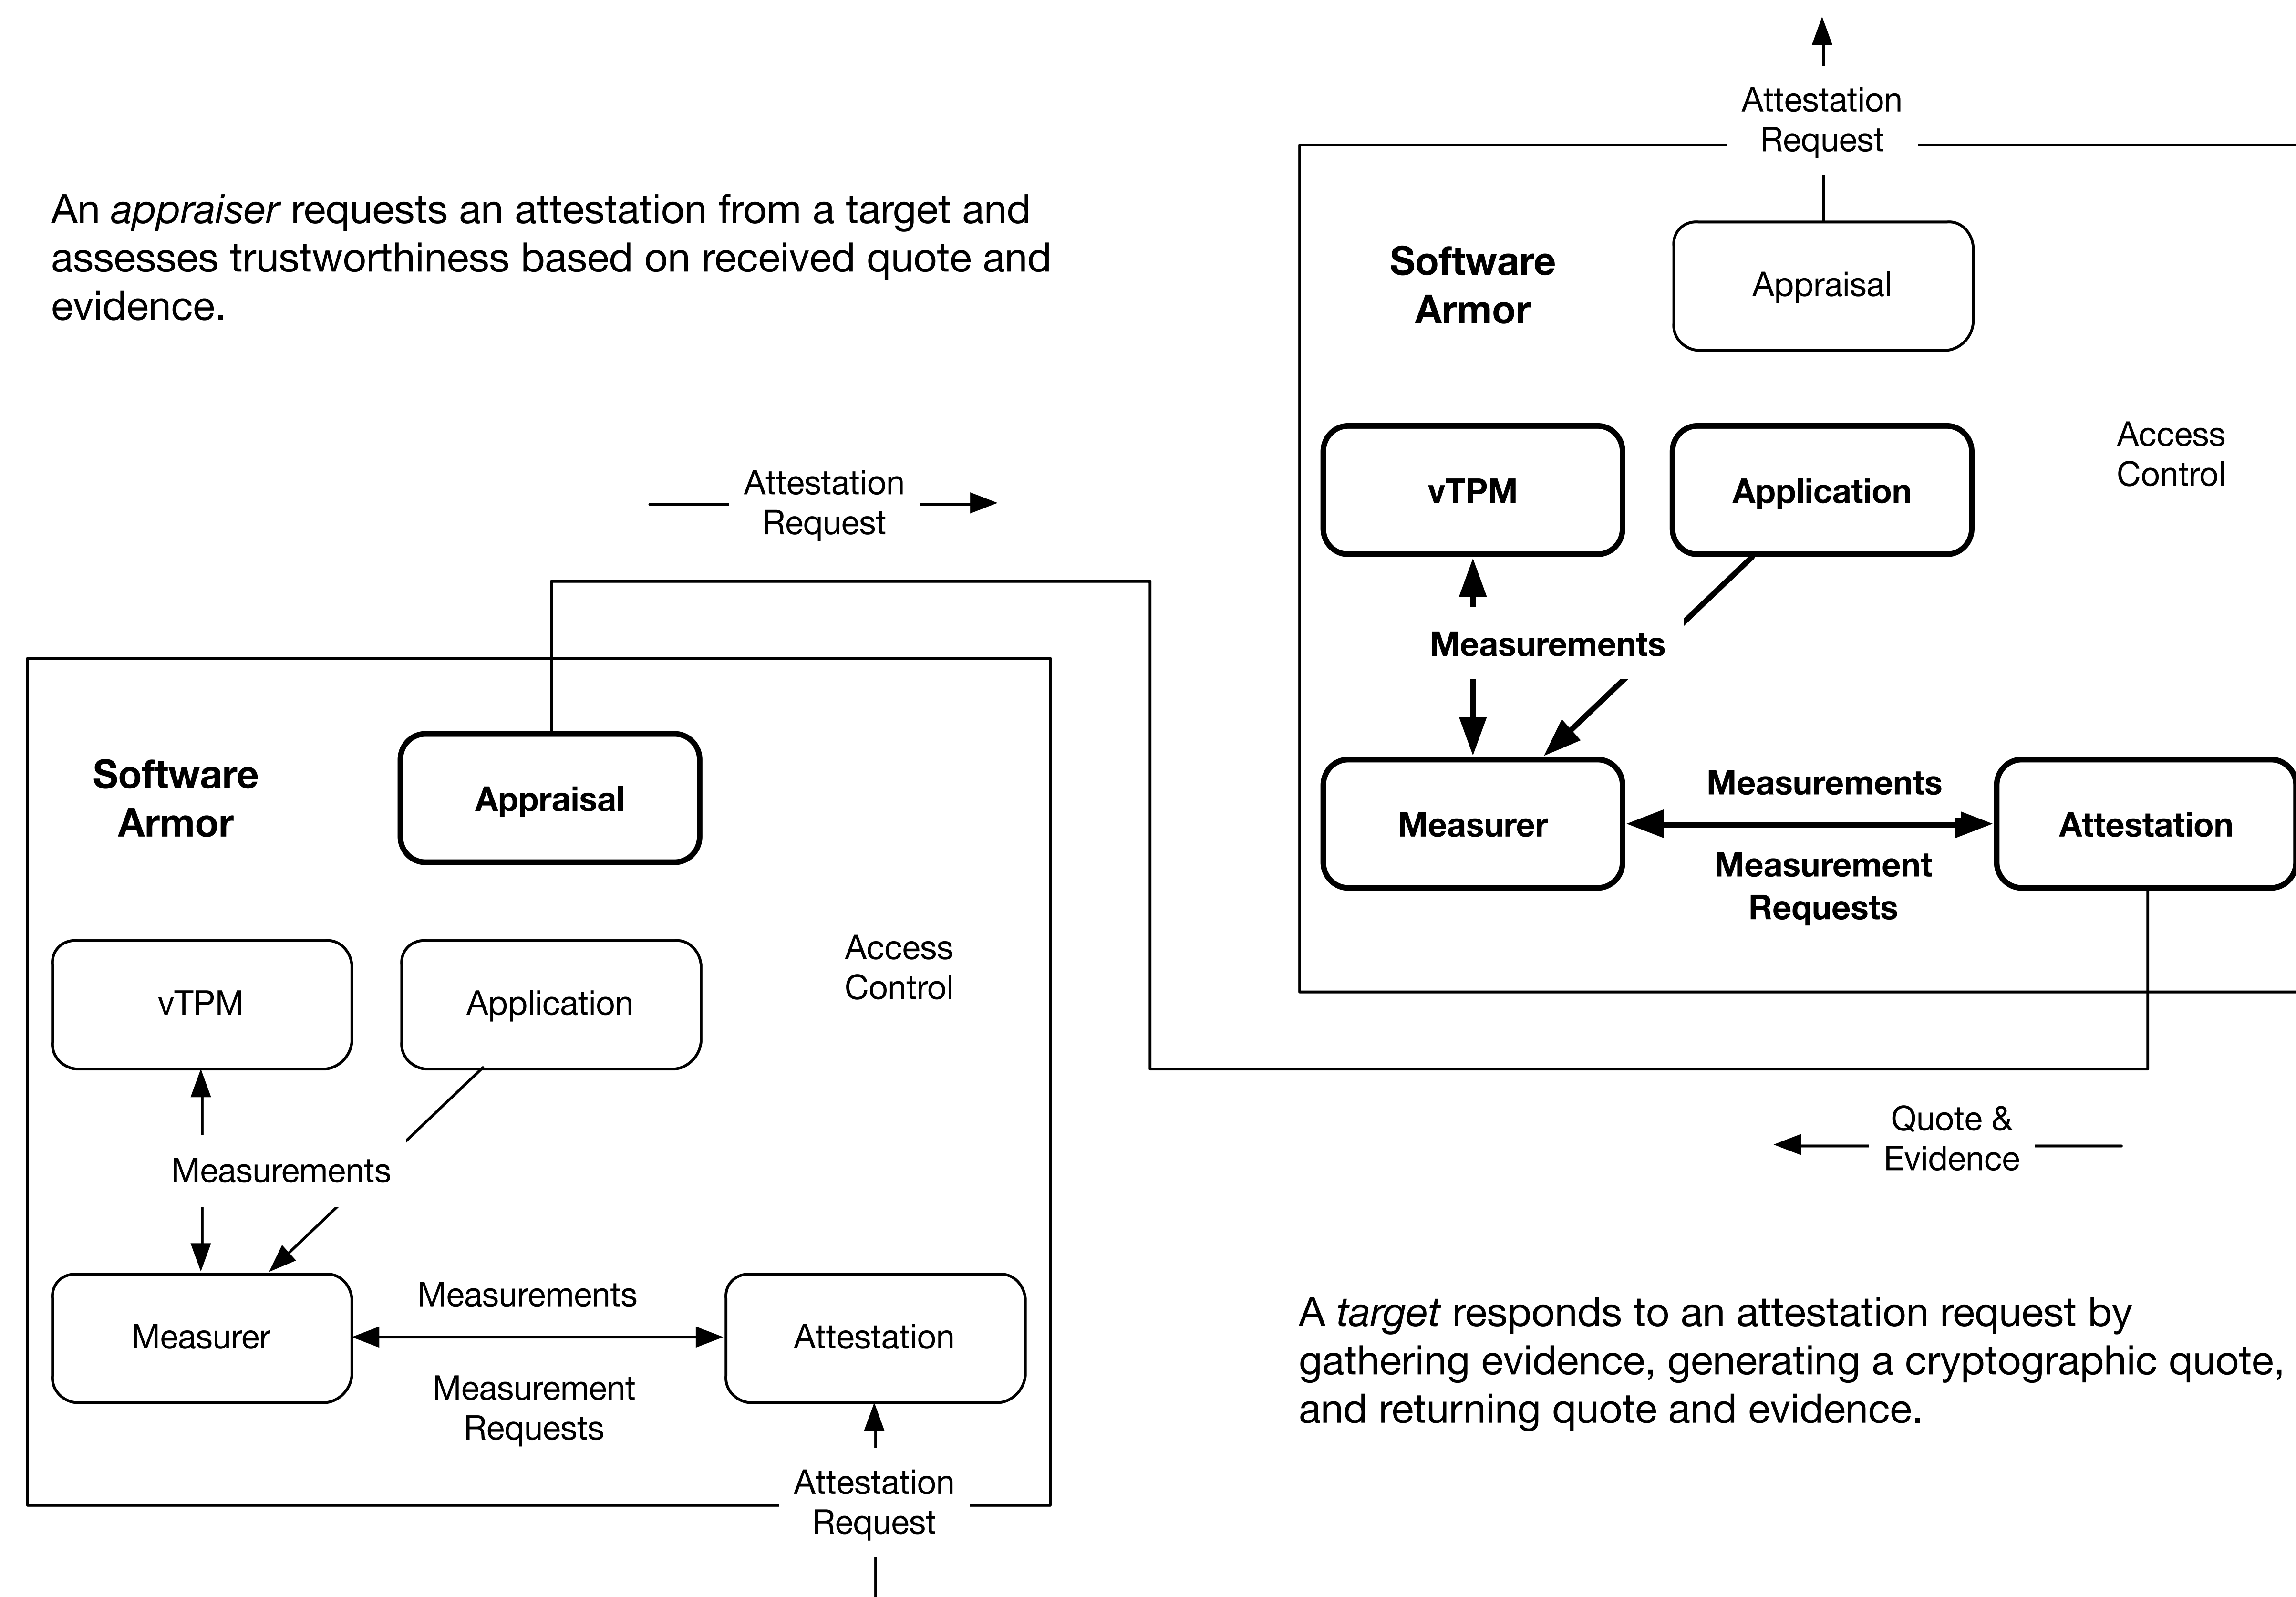 An appraiser requests an attestation from a target and
assesses trustworthiness based on received quote and
evidence.
Attestation
Request
Software
Armor
Appraisal
vTPM
Application
Access
Control
Measurements
Measurer
Measurements
Measurement
Requests
Attestation
Attestation
Request
Attestation
Request
Software
Armor
Appraisal
vTPM
Application
Access
Control
Measurements
Measurer
Measurements
Measurement
Requests
Attestation
Quote &
Evidence
A target responds to an attestation request by
gathering evidence, generating a cryptographic quote,
and returning quote and evidence.